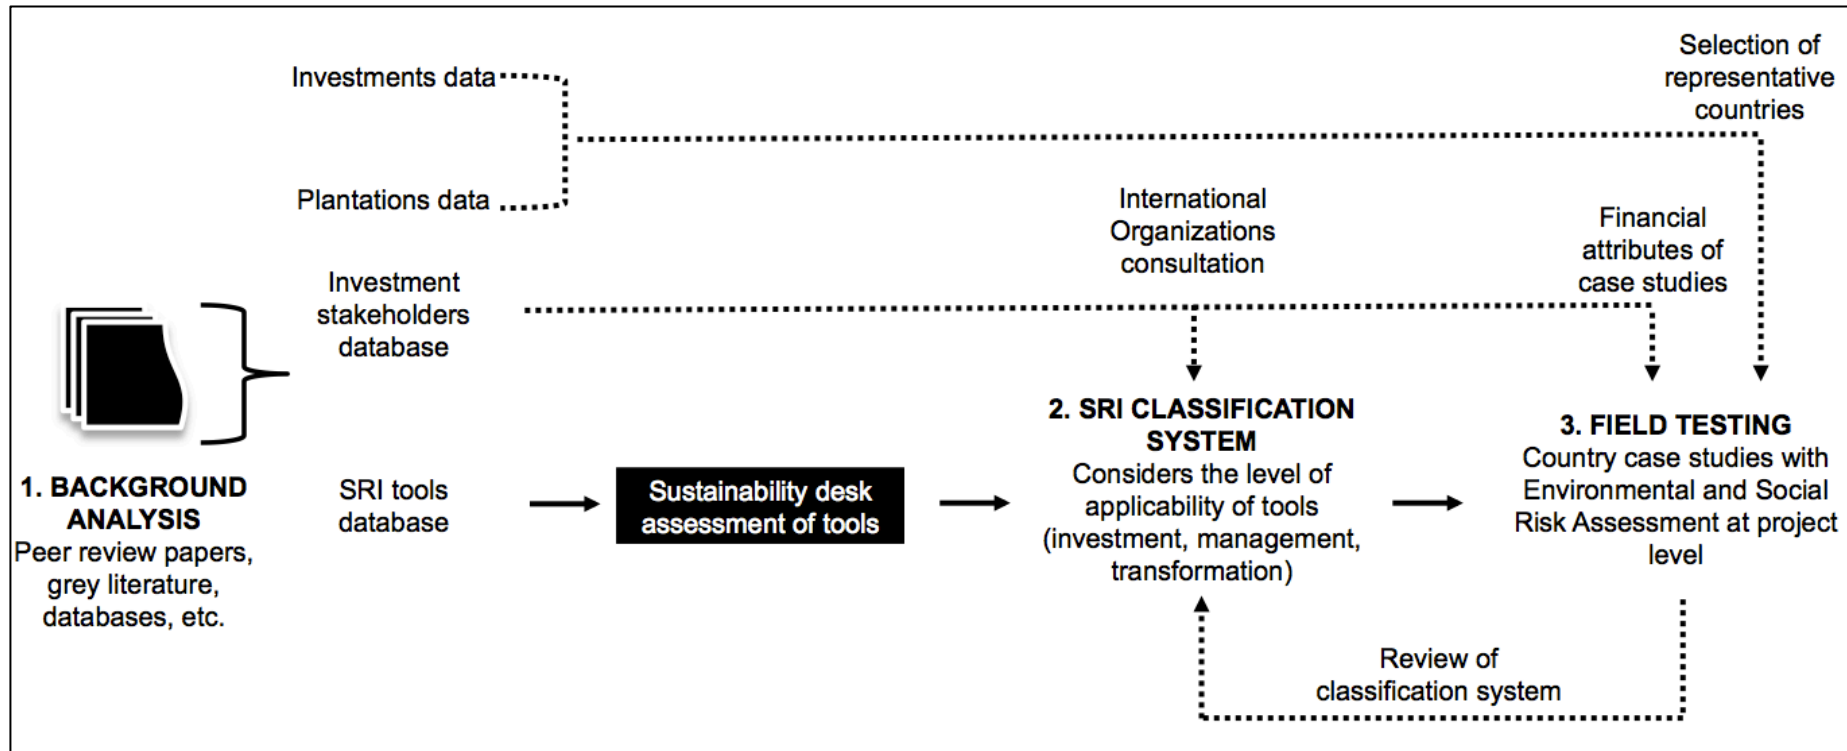 Investments data
Plantations data
Investment
stakeholders
database
1. BACKGROUND
ANALYSIS
Peer review papers,
grey literature,
databases, etc.
SRI tools
database
Sustainability desk
assessment of tools
International
Organizations
consultation
2. SRI CLASSIFICATION
SYSTEM
Considers the level of
applicability of tools
(investment, management,
transformation)
Selection of
representative
countries
Financial
attributes of
case studies
3. FIELD TESTING
Country case studies with
Environmental and Social
Risk Assessment at project
level
Review of
classification system